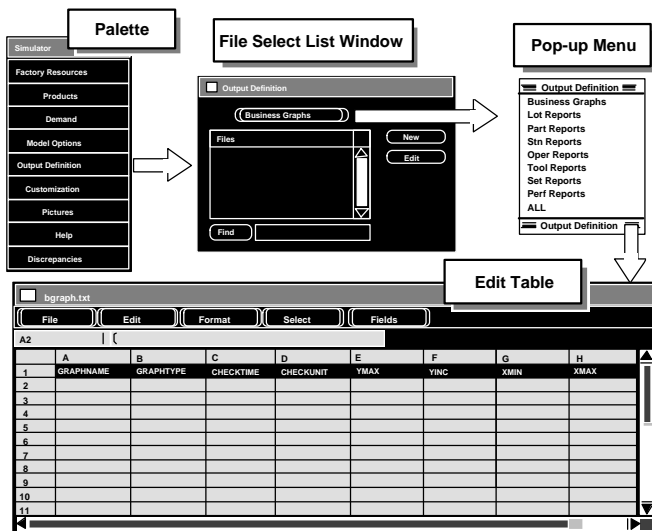 Palette
Simulator
Factory Resources
Products
Demand
Model Options
Output Definition
Customization
Pictures
Help
Discrepancies
File Select List Window
Output Definition
Business Graphs
Files
New
Edit
Find
Pop-up Menu
Output Definition
Business Graphs
Lot Reports
Part Reports
Stn Reports
Oper Reports
Tool Reports
Set Reports
Perf Reports
ALL
Output Definition
Edit Table
bgraph.txt
File Edit Format Select Fields
A2
A B C D E F G H
1 GRAPHNAME GRAPHTYPE CHECKTIME CHECKUNIT YMAX YINC XMIN XMAX
2
3
4
5
6
7
8
9
10
11